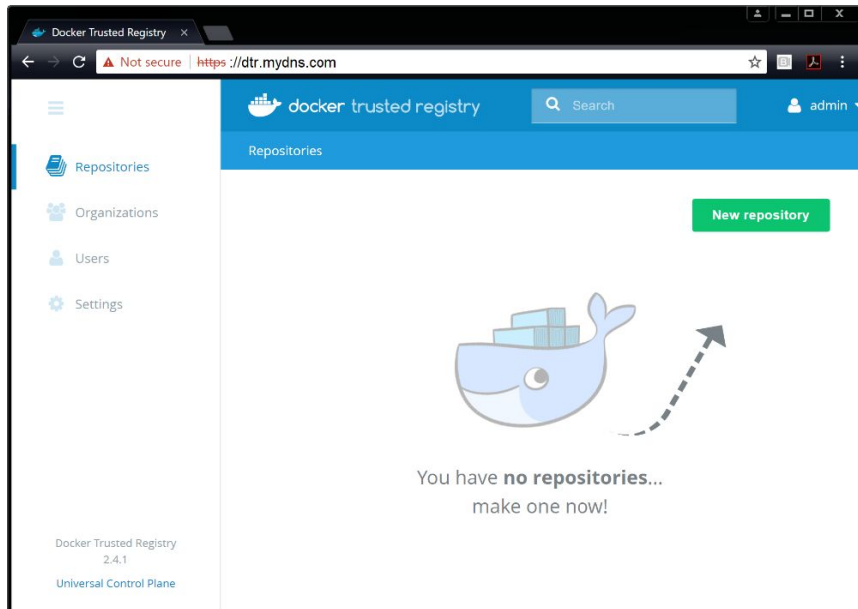 Docker Trusted Registry
Not secure https://dtr.mydns.com
docker trusted registry
Search
admin
Repositories
Repositories
Organizations
Users
Settings
New repository
You have no repositories...
make one now!
Docker Trusted Registry
2.4.1
Universal Control Plane